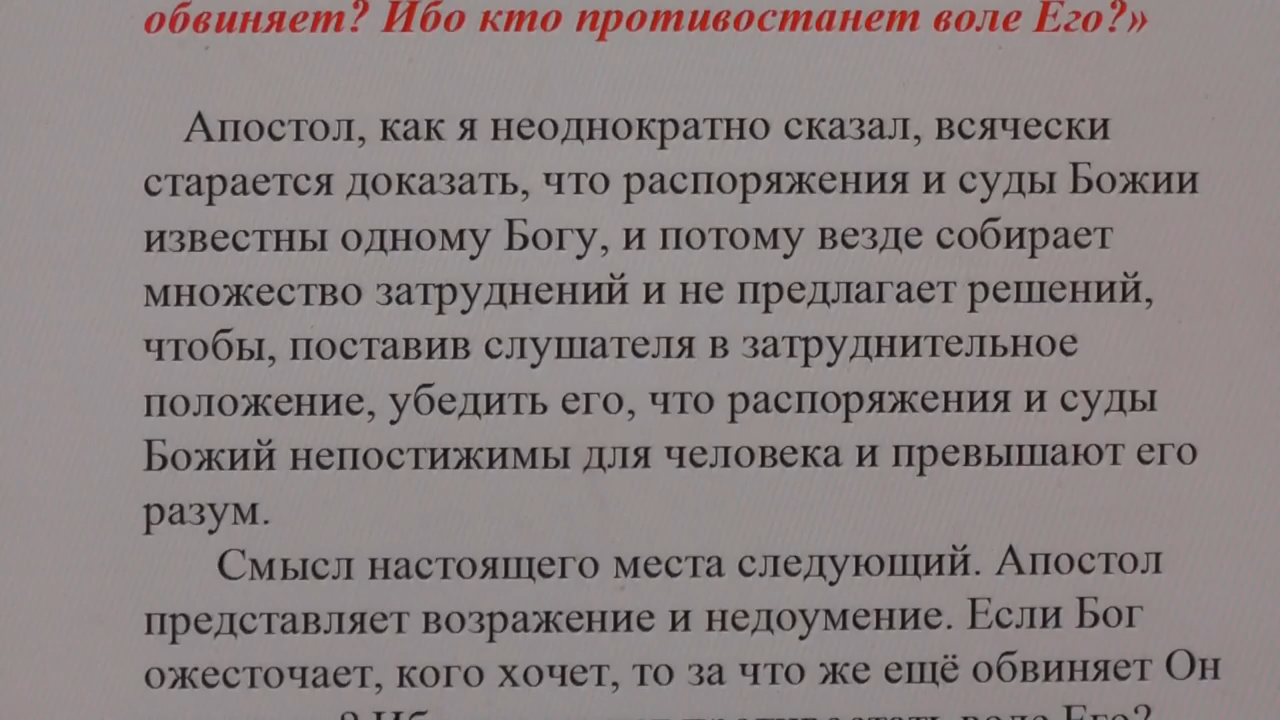 обвиняет? Ибо кто противостанет воле Его?»
Апостол, как я неоднократно сказал, всячески
старается доказать, что распоряжения и суды Божии
известны одному Богу, и потому везде собирает
множество затруднений и не предлагает решений,
чтобы, поставив слушателя в затруднительное
положение, убедить его, что распоряжения и суды
Божий непостижимы для человека и превышают его
разум.
Смысл настоящего места следующий. Апостол
представляет возражение и недоумение. Если Бог
ожесточает, кого хочет, то за что же ещё обвиняет Он
воле Его?